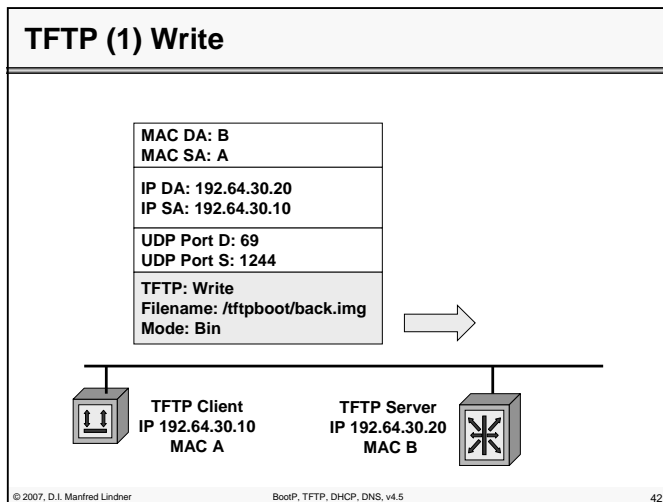 TFTP (1) Write
MAC DA: B
MAC SA: A
IP DA: 192.64.30.20
IP SA: 192.64.30.10
UDP Port D: 69
UDP Port S: 1244
TFTP: Write
Filename: /tftpboot/back.img
Mode: Bin
TFTP Client
IP 192.64.30.10
MAC A
TFTP Server
IP 192.64.30.20
MAC B
© 2007, D.I. Manfred Lindner
BootP, TFTP, DHCP, DNS, v4.5
42